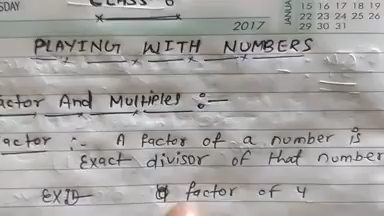 CLASS 6
2017
15 16 17 18 19
22 23 24 25 26
29 30 31
PLAYING WITH NUMBERS
actor And Multiples :-
actor :- A factor of a number is
Exact divisor of that number
factor of 4